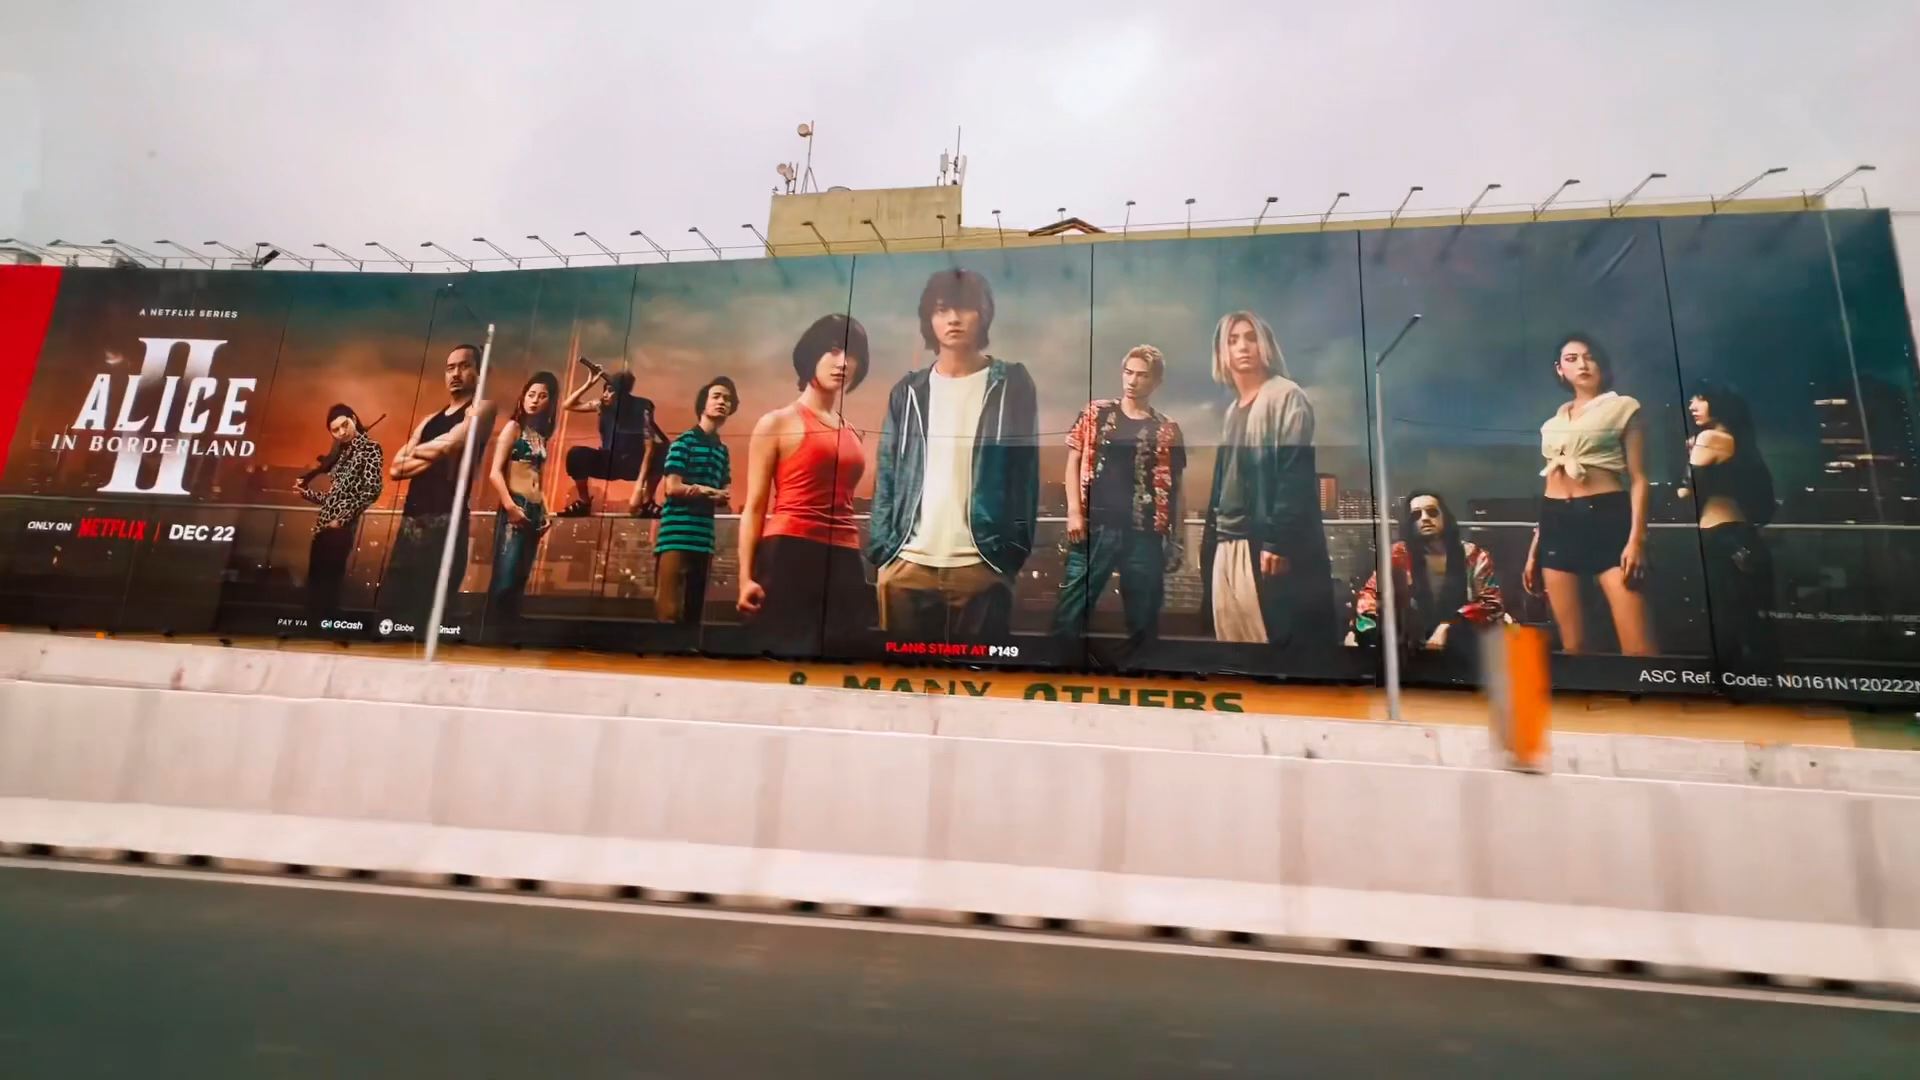 A NETFLIX SERIES
II
ALICE
IN BORDERLAND
ONLY ON NETFLIX | DEC 22
PAY VIA GCash Globe Smart
PLANS START AT ₱149
& MANY OTHERS
ASC Ref. Code: N0161N120222N